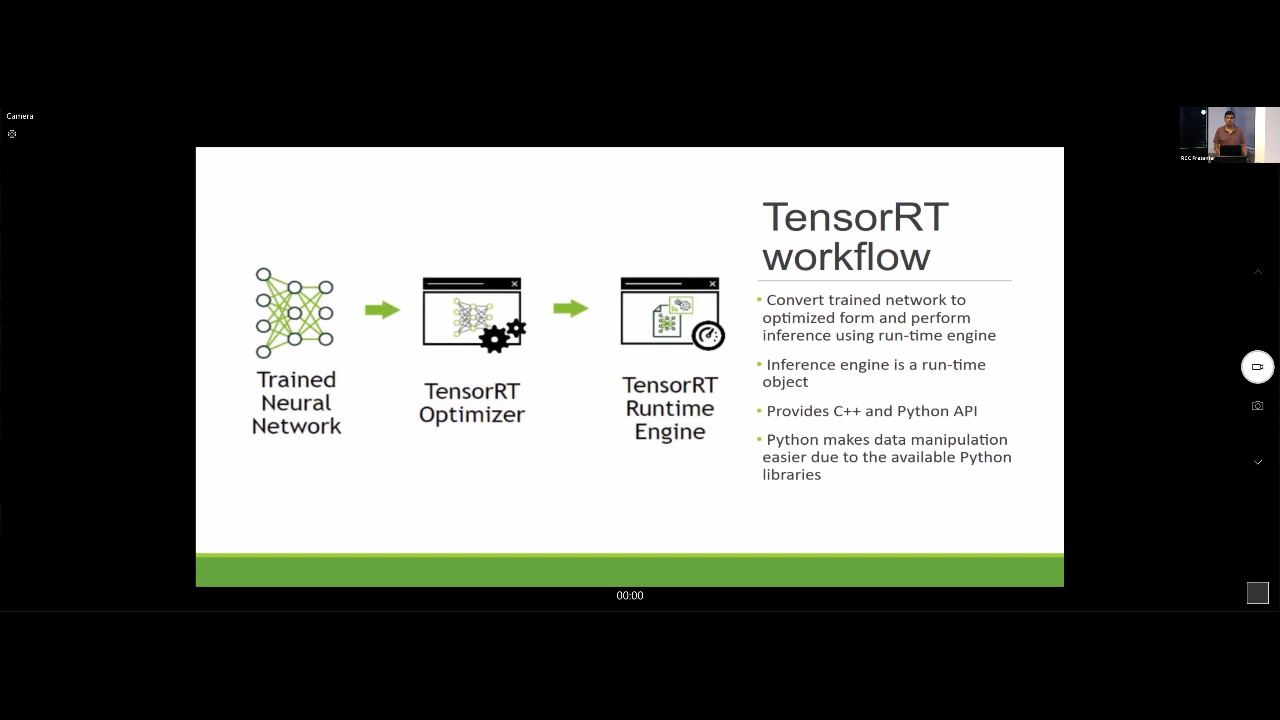 Camera
RCC Presenter
TensorRT
workflow
• Convert trained network to
optimized form and perform
inference using run-time engine
• Inference engine is a run-time
object
• Provides C++ and Python API
• Python makes data manipulation
easier due to the available Python
libraries
Trained
Neural
Network
TensorRT
Optimizer
TensorRT
Runtime
Engine
00:00